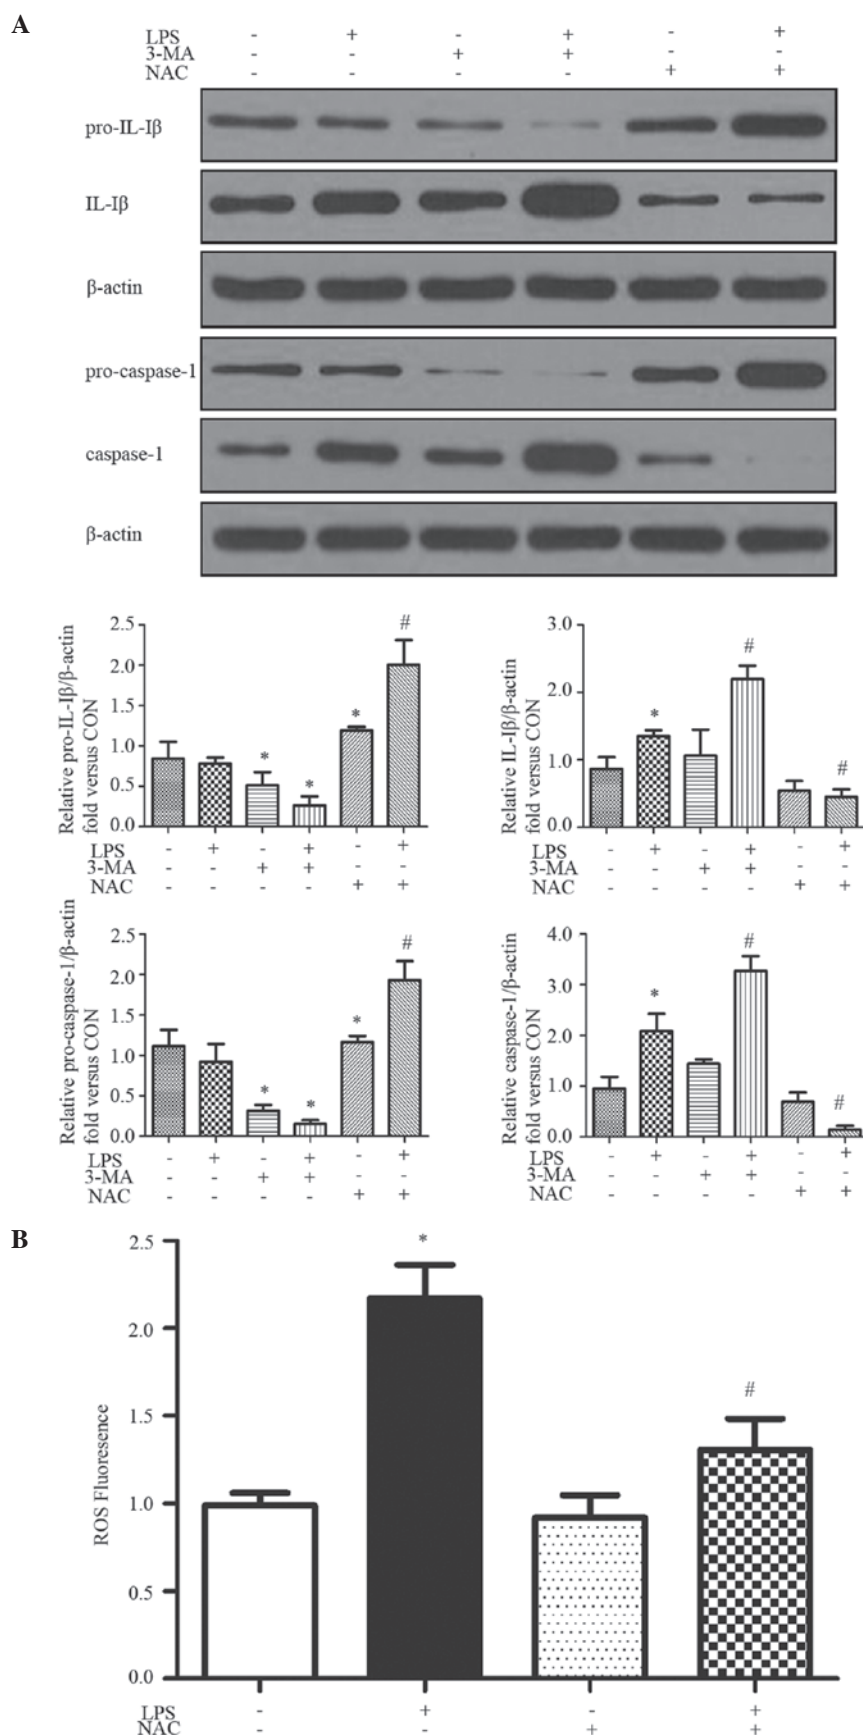 A
LPS - + - + - +
3-MA - - + + - -
NAC - - - - + +
pro-IL-Iβ
IL-Iβ
β-actin
pro-caspase-1
caspase-1
β-actin
Relative pro-IL-Iβ/β-actin
fold versus CON
2.5
2.0
1.5
1.0
0.5
0.0
* * * #
LPS - + - + - +
3-MA - - + + - -
NAC - - - - + +
Relative IL-Iβ/β-actin
fold versus CON
3.0
2.0
1.0
0.0
* # #
LPS - + - + - +
3-MA - - + + - -
NAC - - - - + +
Relative pro-caspase-1/β-actin
fold versus CON
2.5
2.0
1.5
1.0
0.5
0.0
* * * #
LPS - + - + - +
3-MA - - + + - -
NAC - - - - + +
Relative caspase-1/β-actin
fold versus CON
4.0
3.0
2.0
1.0
0.0
* # #
LPS - + - + - +
3-MA - - + + - -
NAC - - - - + +
B
ROS Fluoresence
2.5
2.0
1.5
1.0
0.5
0.0
* #
LPS - + - +
NAC - - + +